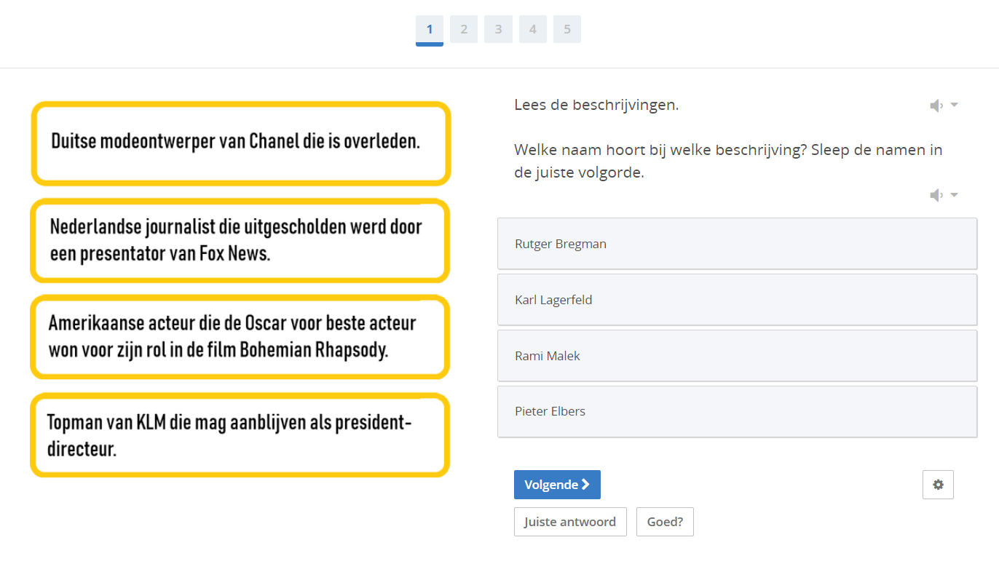 1 2 3 4 5
Duitse modeontwerper van Chanel die is overleden.
Nederlandse journalist die uitgescholden werd door
een presentator van Fox News.
Amerikaanse acteur die de Oscar voor beste acteur
won voor zijn rol in de film Bohemian Rhapsody.
Topman van KLM die mag aanblijven als president-
directeur.
Lees de beschrijvingen.
Welke naam hoort bij welke beschrijving? Sleep de namen in
de juiste volgorde.
Rutger Bregman
Karl Lagerfeld
Rami Malek
Pieter Elbers
Volgende
Juiste antwoord
Goed?